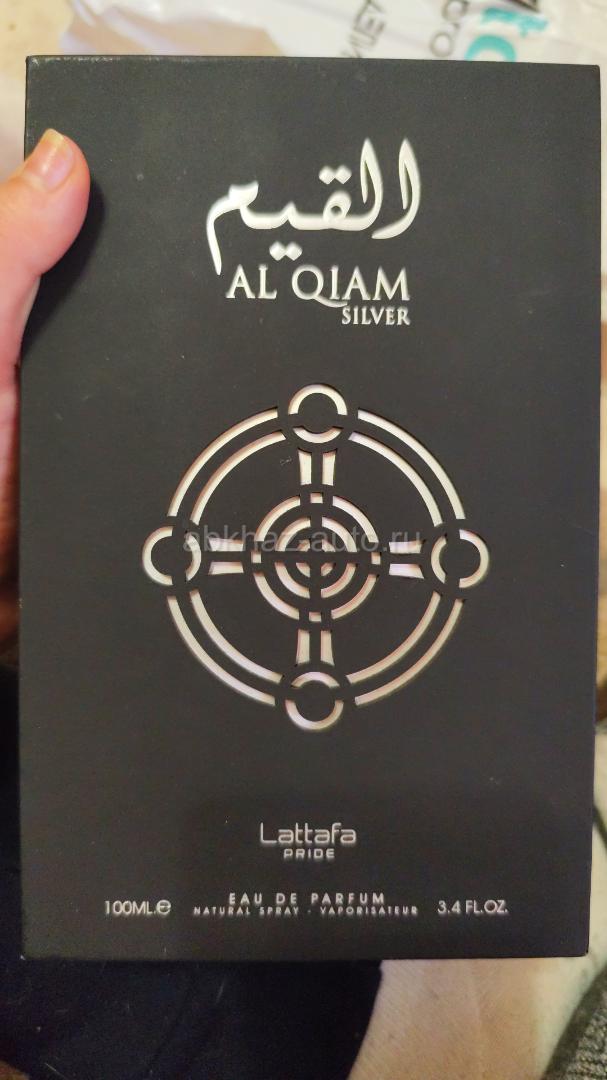 القيم
AL QIAM
SILVER
abkhaz-auto.ru
Lattafa
PRIDE
100ML.e EAU DE PARFUM 3.4 FL.OZ.
NATURAL SPRAY - VAPORISATEUR